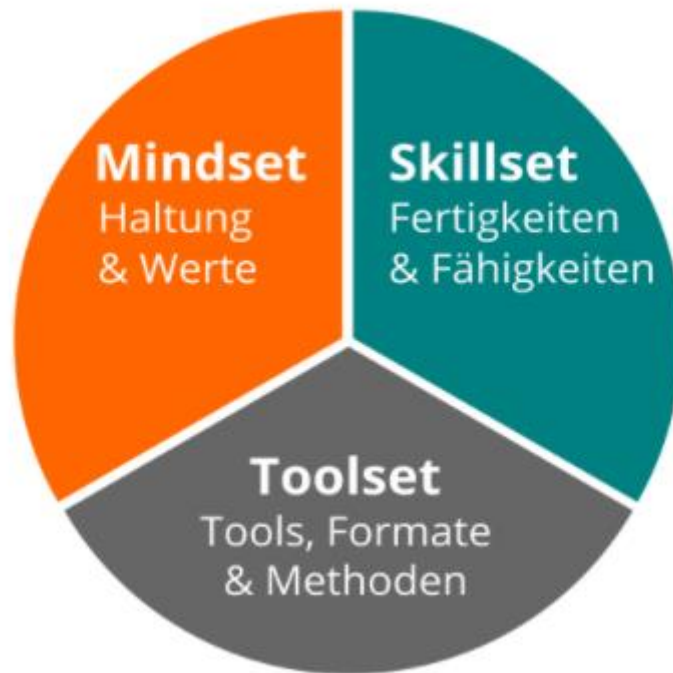 Mindset
Haltung
& Werte
Skillset
Fertigkeiten
& Fähigkeiten
Toolset
Tools, Formate
& Methoden